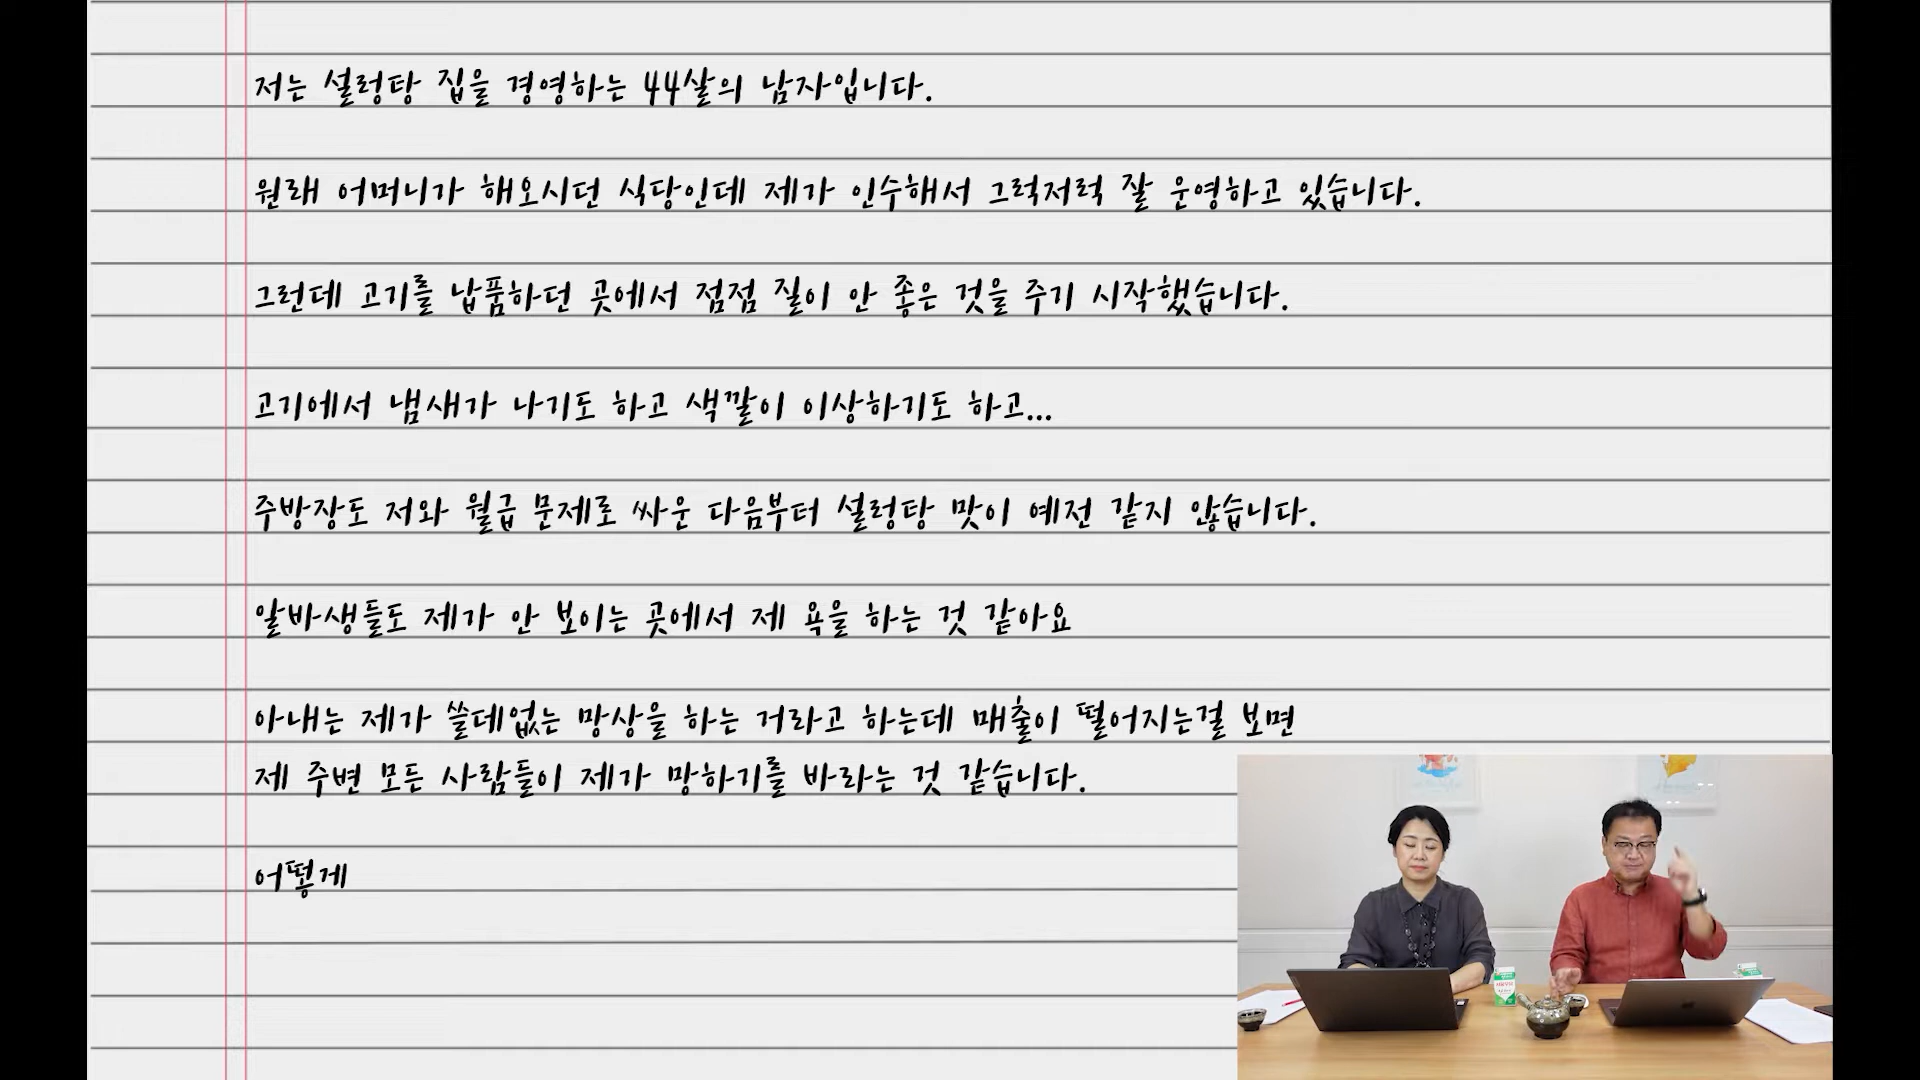 저는 설렁탕 집을 경영하는 44살의 남자입니다.
원래 어머니가 해오시던 식당인데 제가 인수해서 그럭저럭 잘 운영하고 있습니다.
그런데 고기를 납품하던 곳에서 점점 질이 안 좋은 것을 주기 시작했습니다.
고기에서 냄새가 나기도 하고 색깔이 이상하기도 하고...
주방장도 저와 월급 문제로 싸운 다음부터 설렁탕 맛이 예전 같지 않습니다.
알바생들도 제가 안 보이는 곳에서 제 욕을 하는 것 같아요
아내는 제가 쓸데없는 망상을 하는 거라고 하는데 매출이 떨어지는걸 보면
제 주변 모든 사람들이 제가 망하기를 바라는 것 같습니다.
어떻게